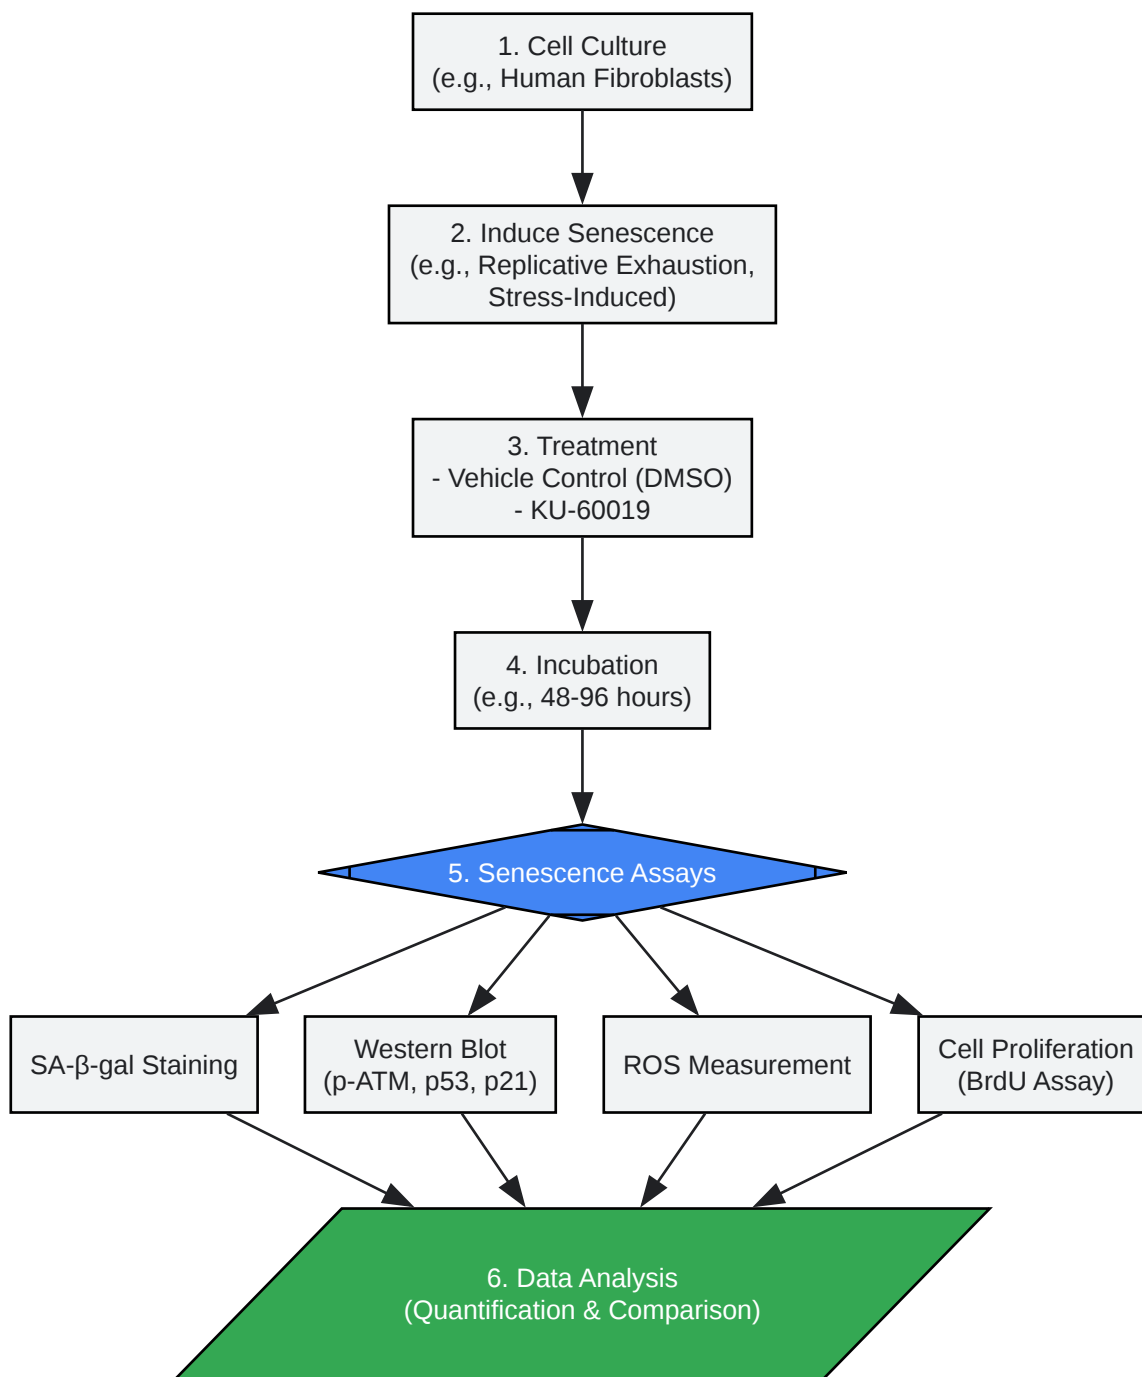 1. Cell Culture
(e.g., Human Fibroblasts)
2. Induce Senescence
(e.g., Replicative Exhaustion,
Stress-Induced)
3. Treatment
- Vehicle Control (DMSO)
- KU-60019
4. Incubation
(e.g., 48-96 hours)
5. Senescence Assays
SA-β-gal Staining
Western Blot
(p-ATM, p53, p21)
ROS Measurement
Cell Proliferation
(BrdU Assay)
6. Data Analysis
(Quantification & Comparison)